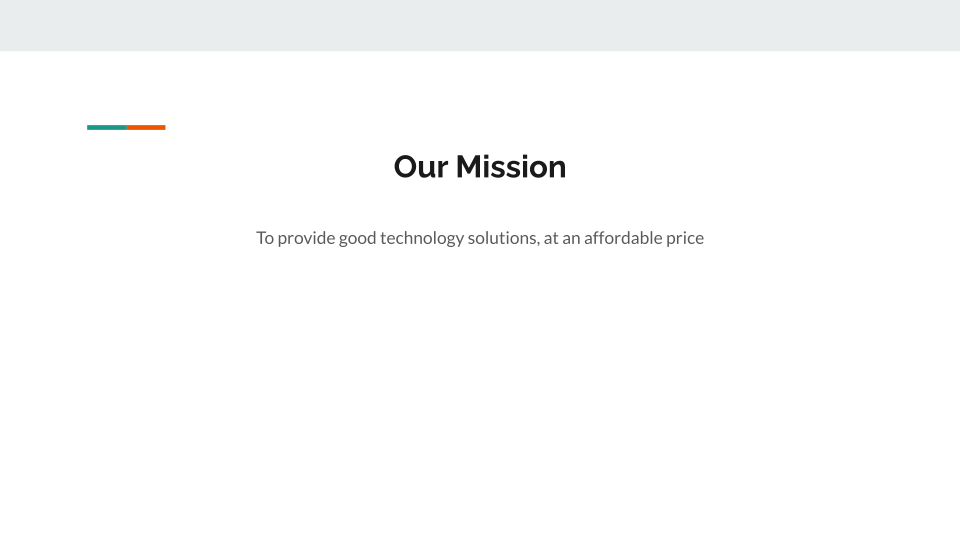 Our Mission
To provide good technology solutions, at an affordable price